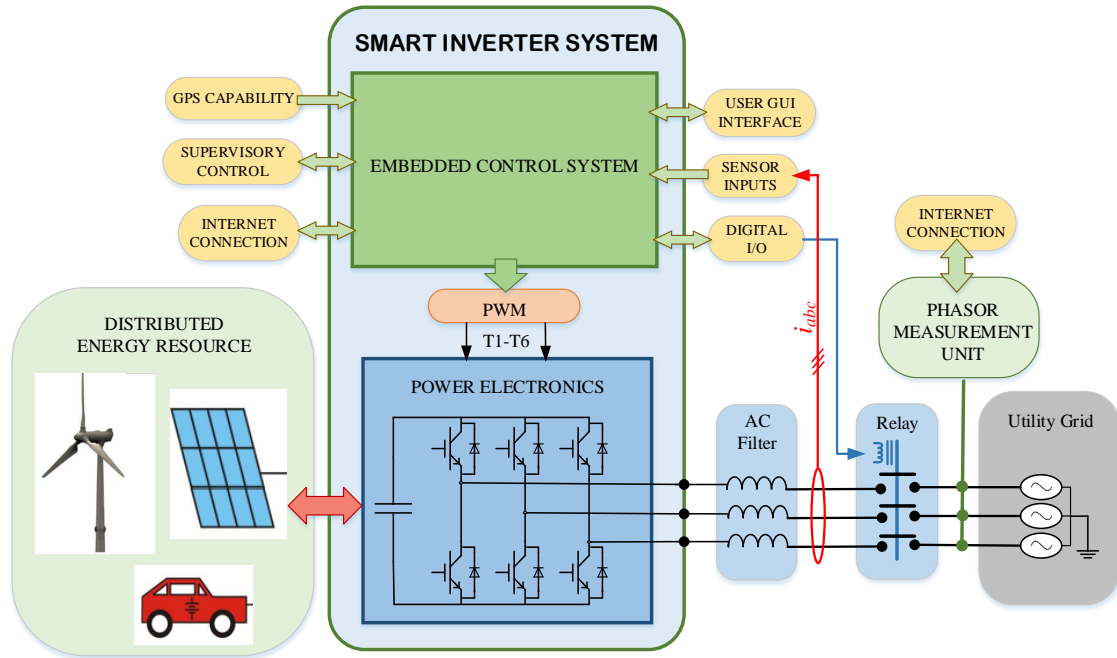 SMART INVERTER SYSTEM
GPS CAPABILITY
SUPERVISORY
CONTROL
INTERNET
CONNECTION
EMBEDDED CONTROL SYSTEM
USER GUI
INTERFACE
SENSOR
INPUTS
DIGITAL
I/O
INTERNET
CONNECTION
PHASOR
MEASUREMENT
UNIT
PWM
T1-T6
i_abc
DISTRIBUTED
ENERGY RESOURCE
POWER ELECTRONICS
AC
Filter
Relay
Utility Grid